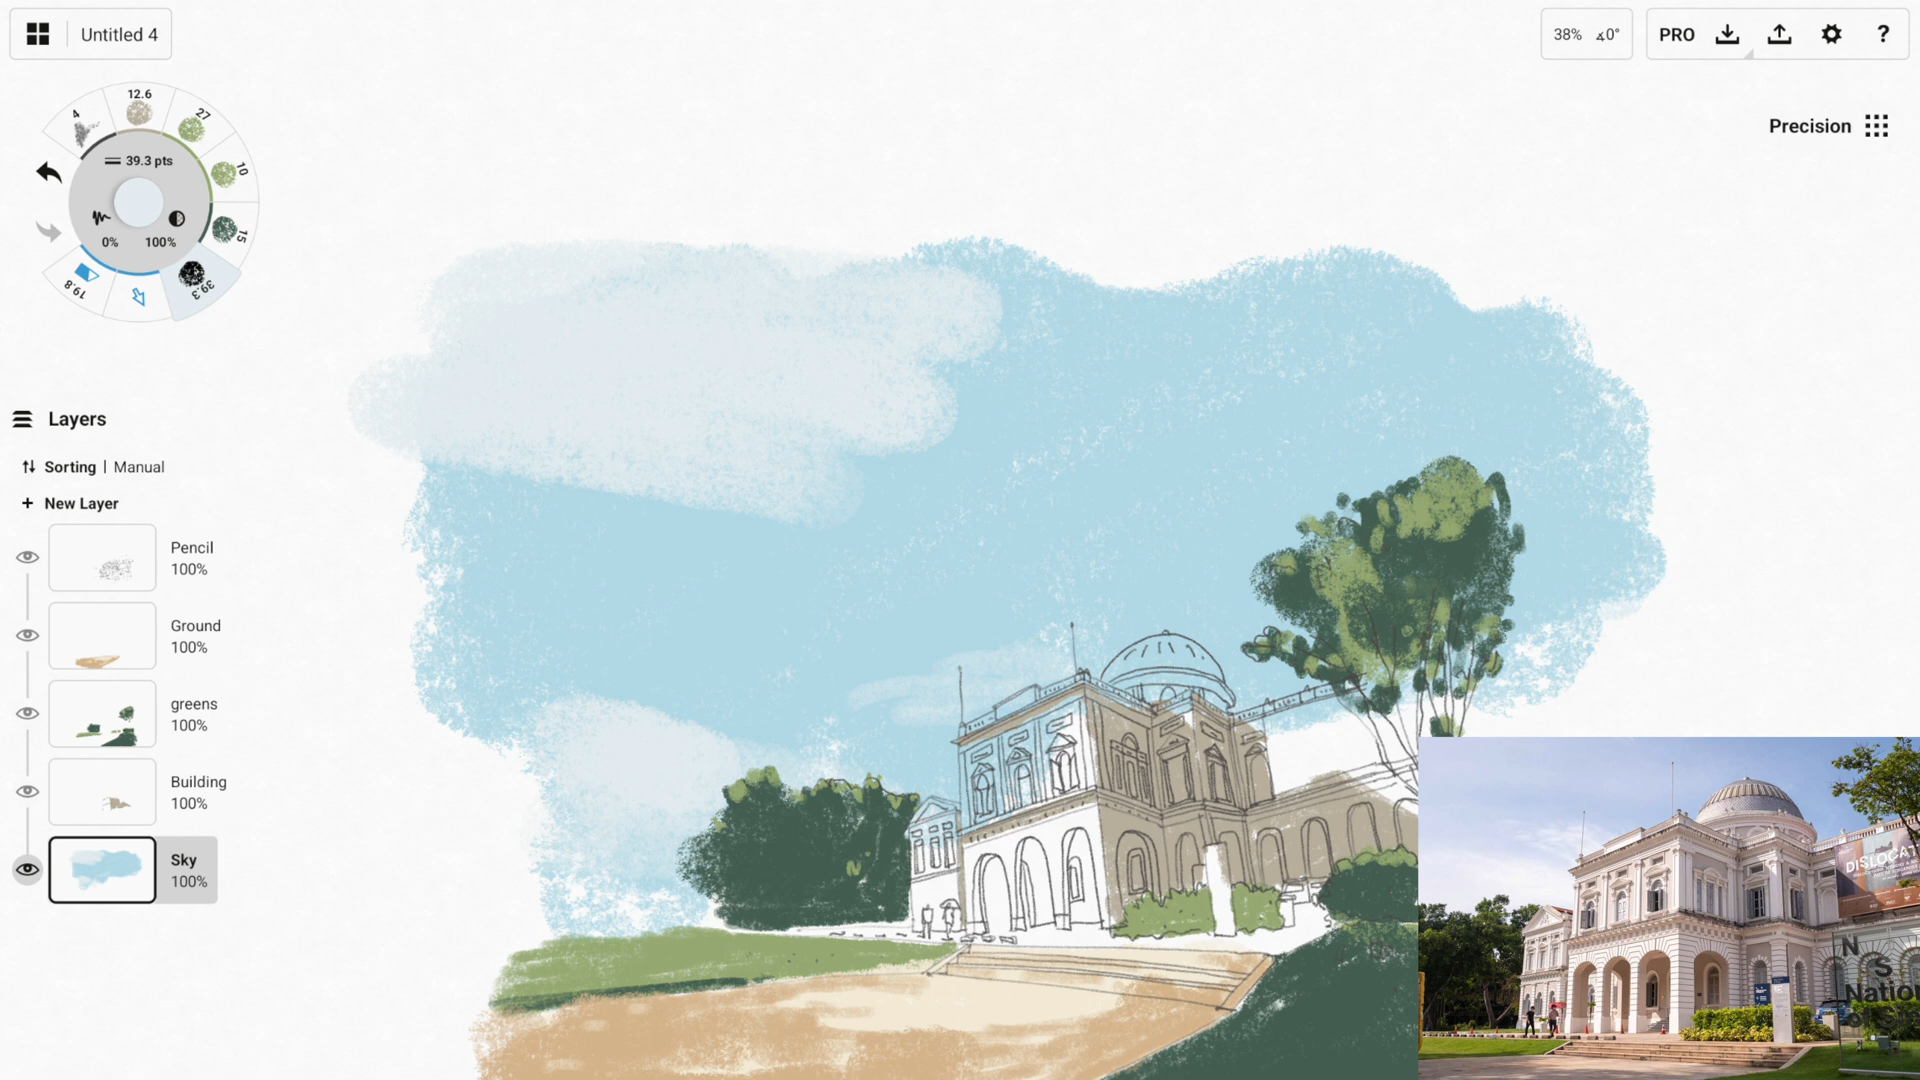 Untitled 4
38% ∡0°
PRO
?
Precision
4
12.6
27
10
15
39.3
19.8
39.3 pts
0%
100%
Layers
Sorting | Manual
+ New Layer
Pencil
100%
Ground
100%
greens
100%
Building
100%
Sky
100%
DISLOCAT
N
S
Nation